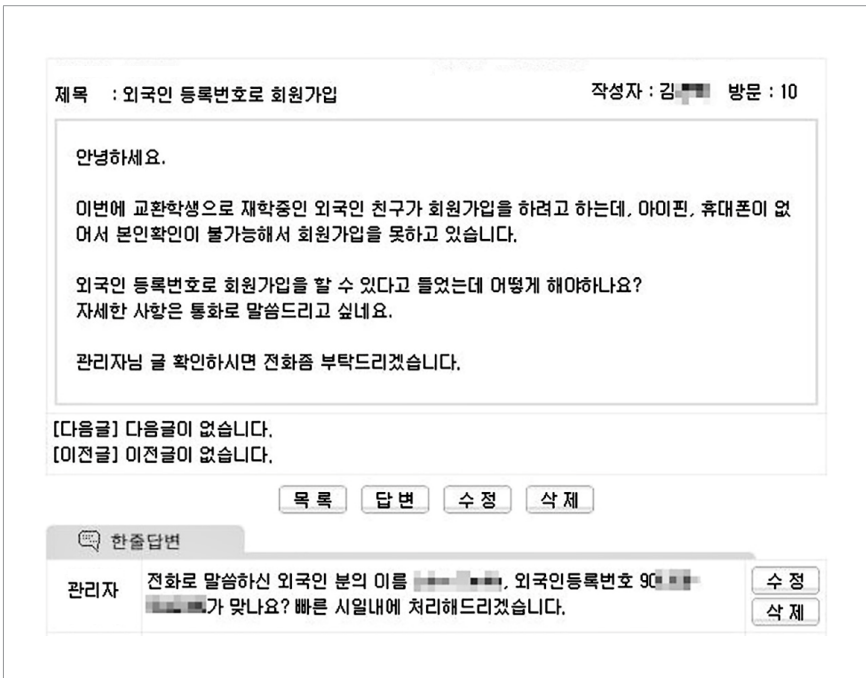 제목 : 외국인 등록번호로 회원가입 작성자 : 김 방문 : 10
안녕하세요.
이번에 교환학생으로 재학중인 외국인 친구가 회원가입을 하려고 하는데, 아이핀, 휴대폰이 없
어서 본인확인이 불가능해서 회원가입을 못하고 있습니다.
외국인 등록번호로 회원가입을 할 수 있다고 들었는데 어떻게 해야하나요?
자세한 사항은 통화로 말씀드리고 싶네요.
관리자님 글 확인하시면 전화좀 부탁드리겠습니다.
[다음글] 다음글이 없습니다.
[이전글] 이전글이 없습니다.
목록 답변 수정 삭제
한줄답변
관리자 전화로 말씀하신 외국인 분의 이름 , 외국인등록번호 90 수정
가 맞나요? 빠른 시일내에 처리해드리겠습니다. 삭제